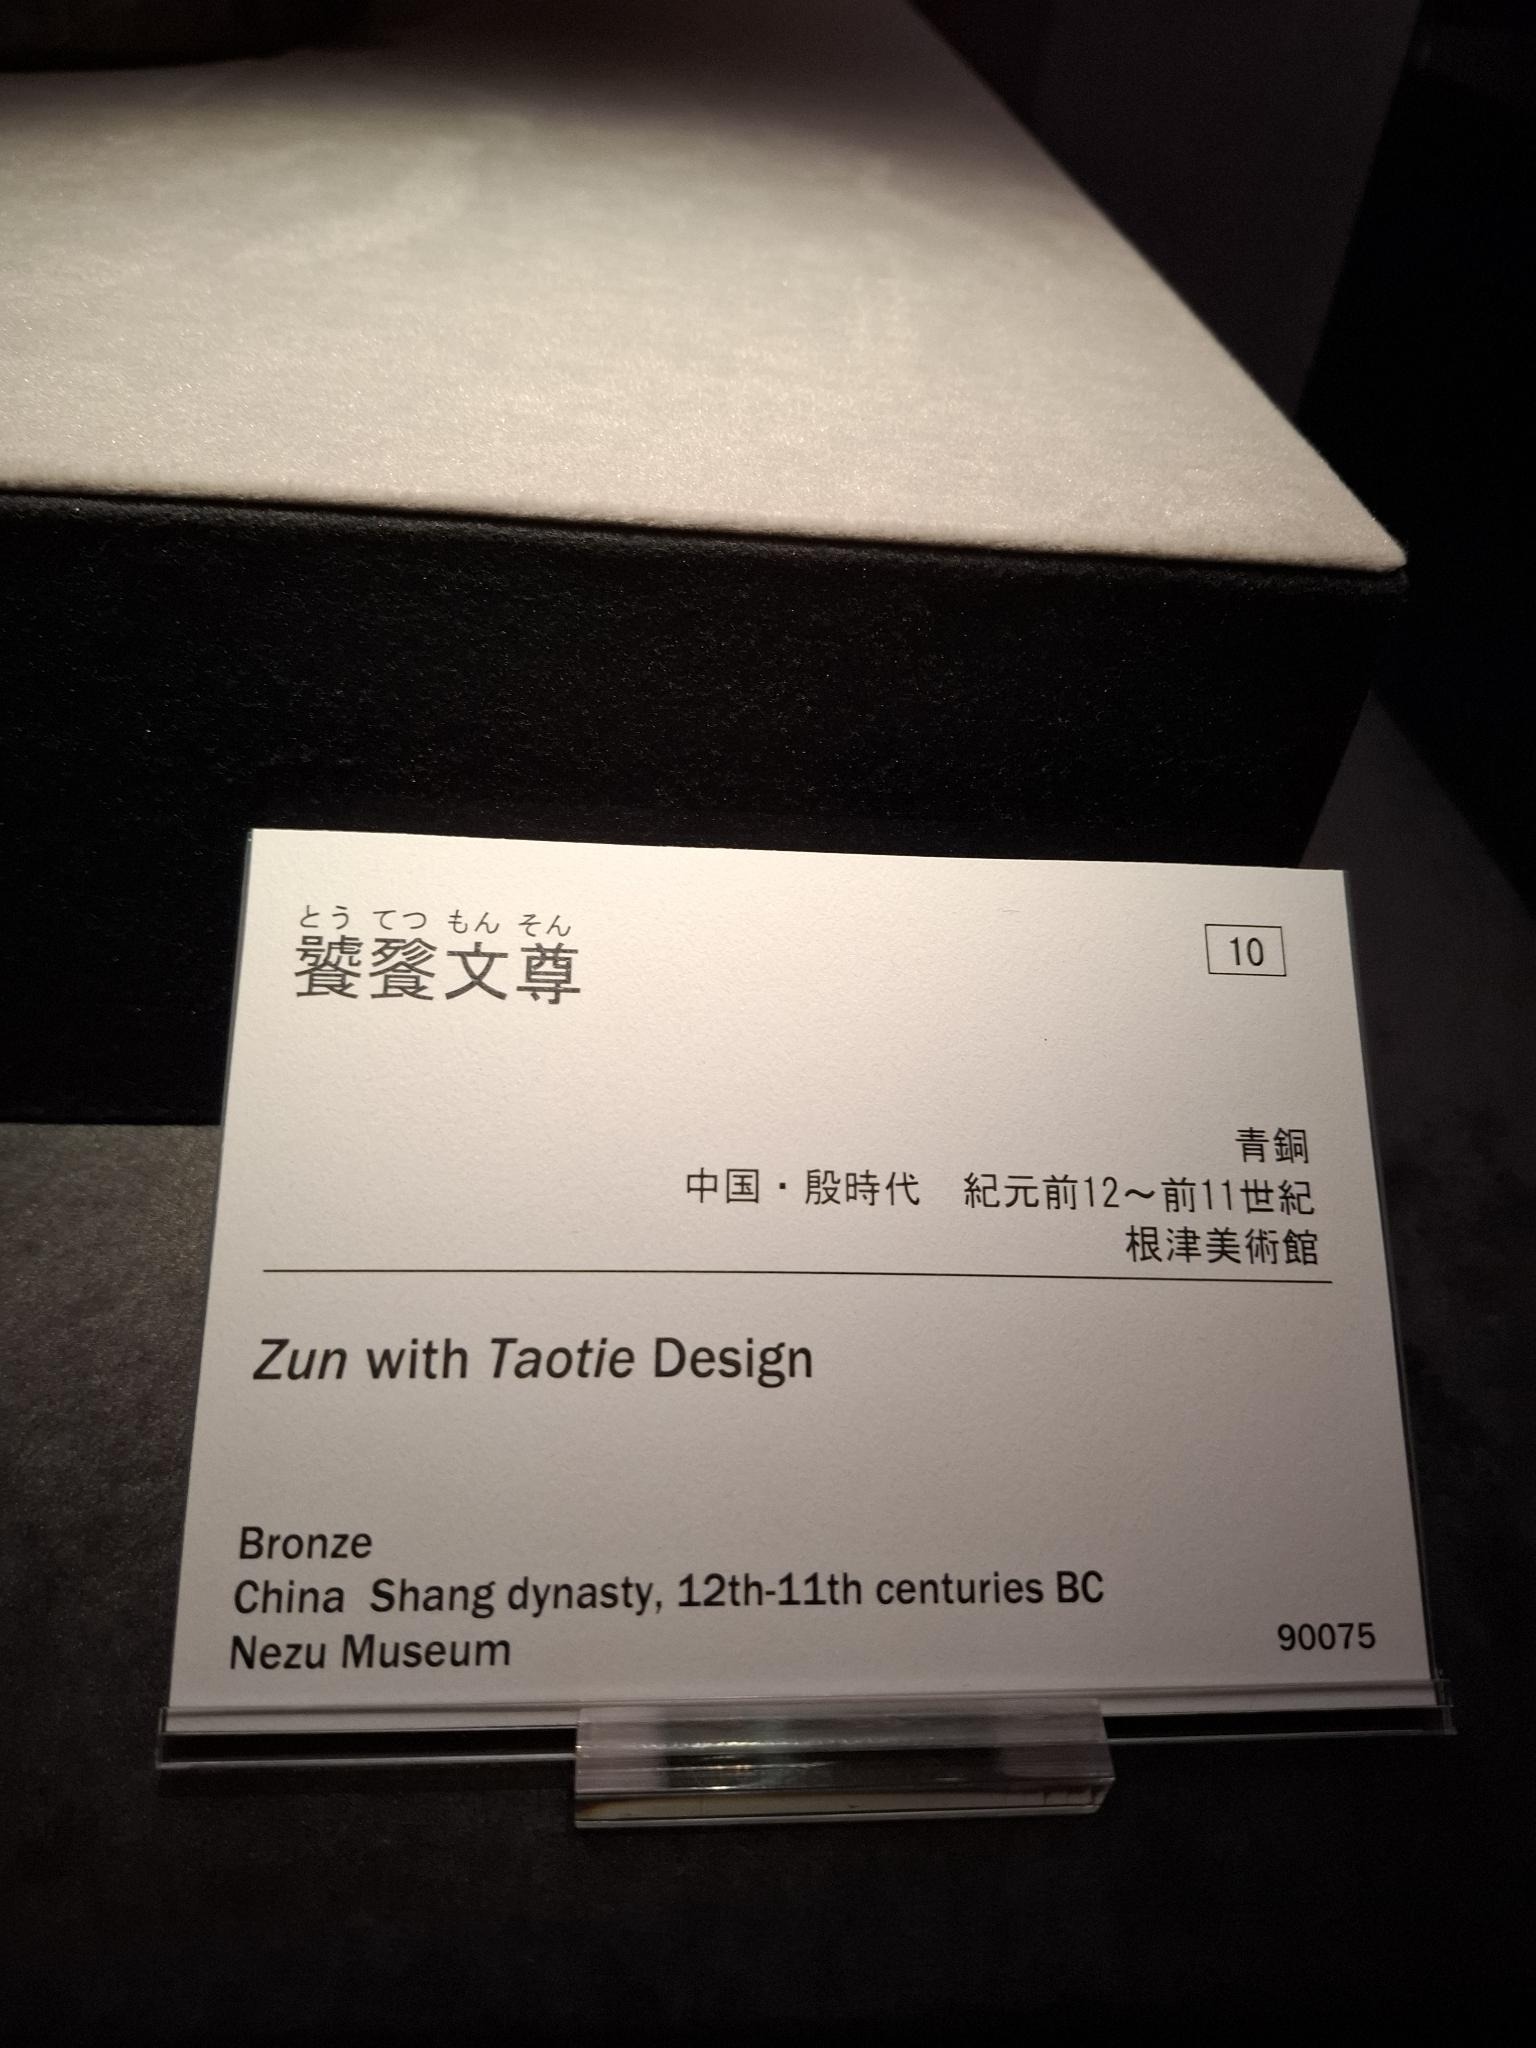 とう てつ もん そん
饕餮文尊
10
青銅
中国・殷時代　紀元前12～前11世紀
根津美術館
Zun with Taotie Design
Bronze
China  Shang dynasty, 12th-11th centuries BC
Nezu Museum
90075